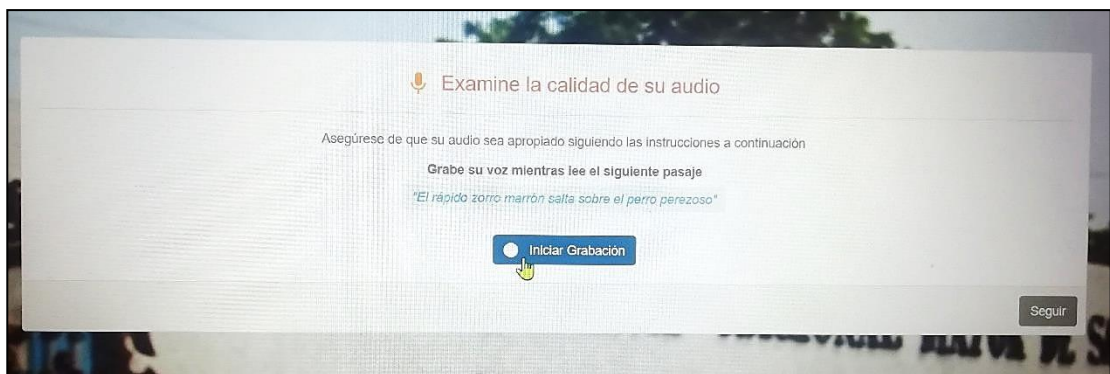 Examine la calidad de su audio
Asegúrese de que su audio sea apropiado siguiendo las instrucciones a continuación
Grabe su voz mientras lee el siguiente pasaje
"El rápido zorro marrón salta sobre el perro perezoso"
Iniciar Grabación
Seguir
DE